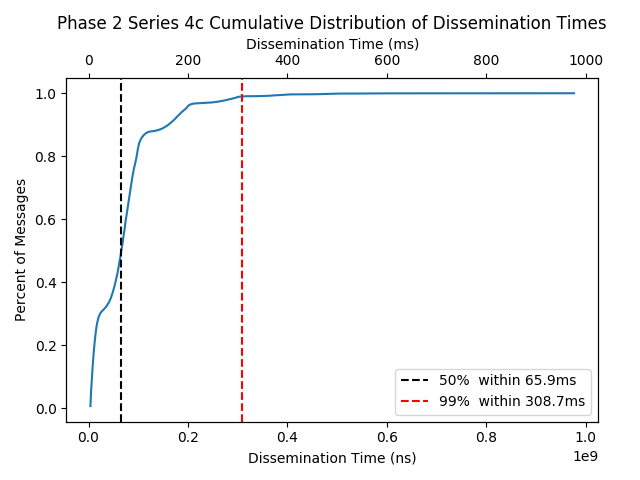 Phase 2 Series 4c Cumulative Distribution of Dissemination Times
Dissemination Time (ms)
0 200 400 600 800 1000
1.0
0.8
0.6
0.4
0.2
0.0
Percent of Messages
50%  within 65.9ms
99%  within 308.7ms
0.0 0.2 0.4 0.6 0.8 1.0
1e9
Dissemination Time (ns)